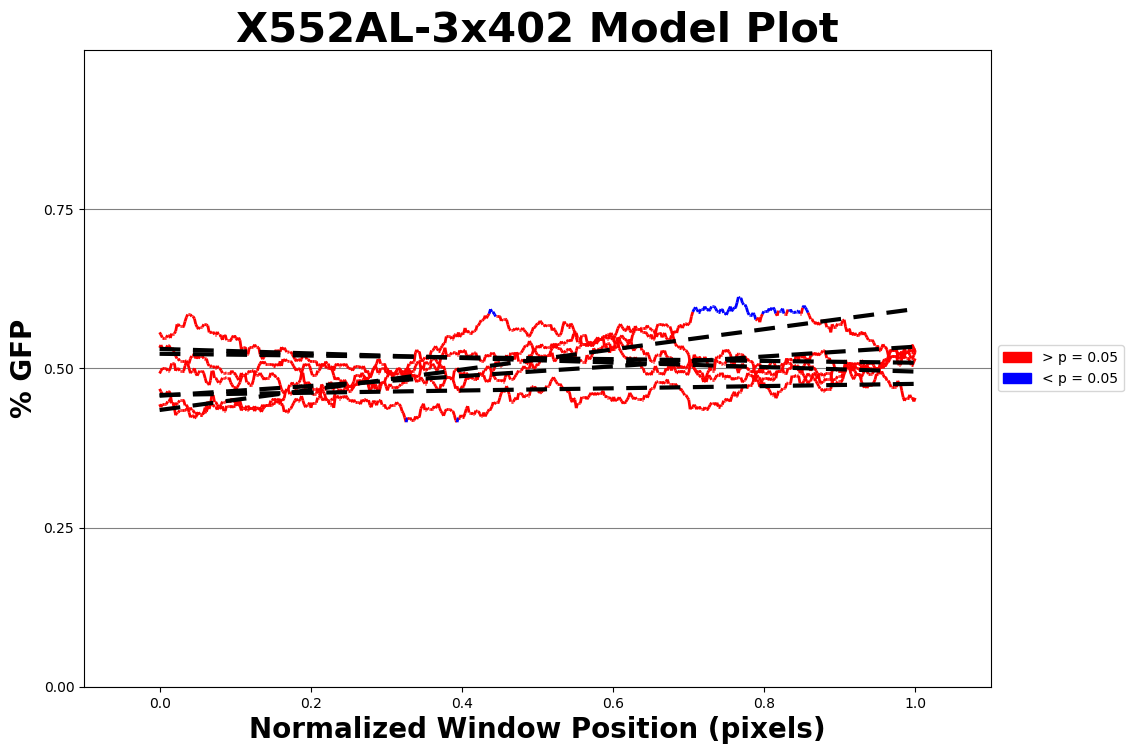 X552AL-3x402 Model Plot
% GFP
0.75
0.50
0.25
0.00
0.0 0.2 0.4 0.6 0.8 1.0
Normalized Window Position (pixels)
> p = 0.05
< p = 0.05